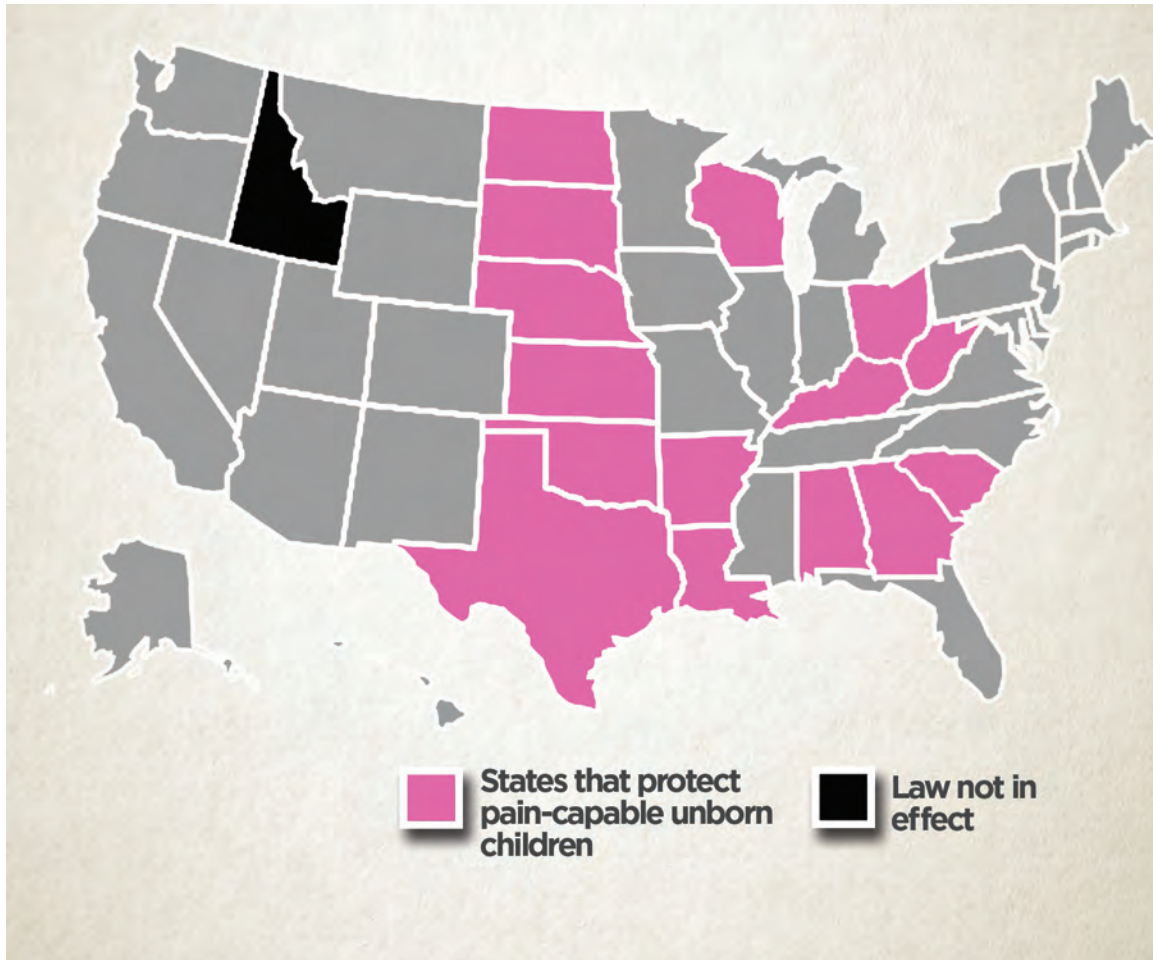 States that protect
pain-capable unborn
children
Law not in
effect